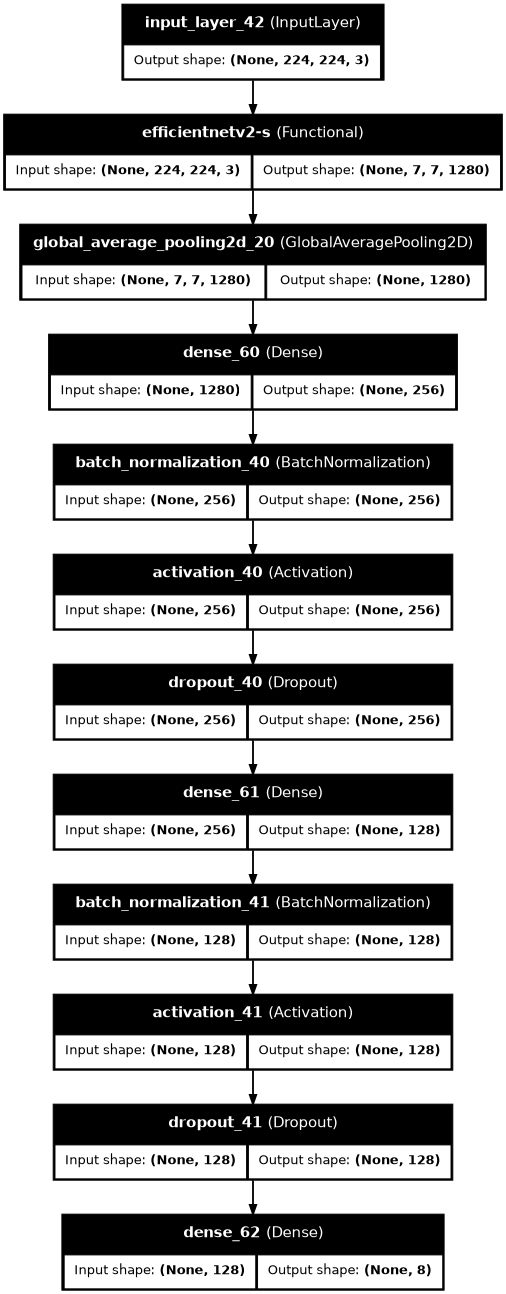 input_layer_42 (InputLayer)
Output shape: (None, 224, 224, 3)
efficientnetv2-s (Functional)
Input shape: (None, 224, 224, 3) Output shape: (None, 7, 7, 1280)
global_average_pooling2d_20 (GlobalAveragePooling2D)
Input shape: (None, 7, 7, 1280) Output shape: (None, 1280)
dense_60 (Dense)
Input shape: (None, 1280) Output shape: (None, 256)
batch_normalization_40 (BatchNormalization)
Input shape: (None, 256) Output shape: (None, 256)
activation_40 (Activation)
Input shape: (None, 256) Output shape: (None, 256)
dropout_40 (Dropout)
Input shape: (None, 256) Output shape: (None, 256)
dense_61 (Dense)
Input shape: (None, 256) Output shape: (None, 128)
batch_normalization_41 (BatchNormalization)
Input shape: (None, 128) Output shape: (None, 128)
activation_41 (Activation)
Input shape: (None, 128) Output shape: (None, 128)
dropout_41 (Dropout)
Input shape: (None, 128) Output shape: (None, 128)
dense_62 (Dense)
Input shape: (None, 128) Output shape: (None, 8)